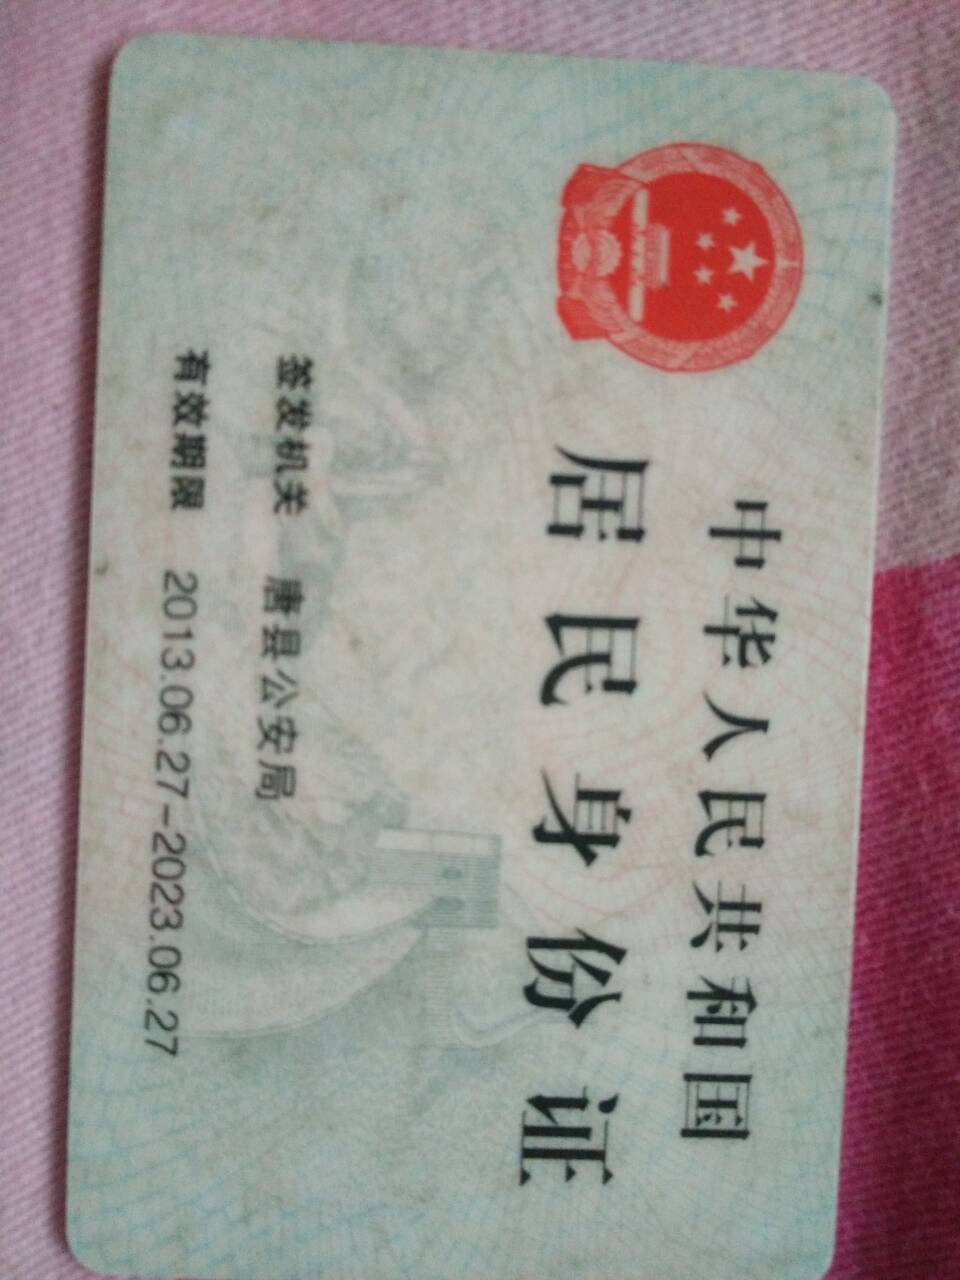 中华人民共和国
居民身份证
签发机关 唐县公安局
有效期限 2013.06.27-2023.06.27